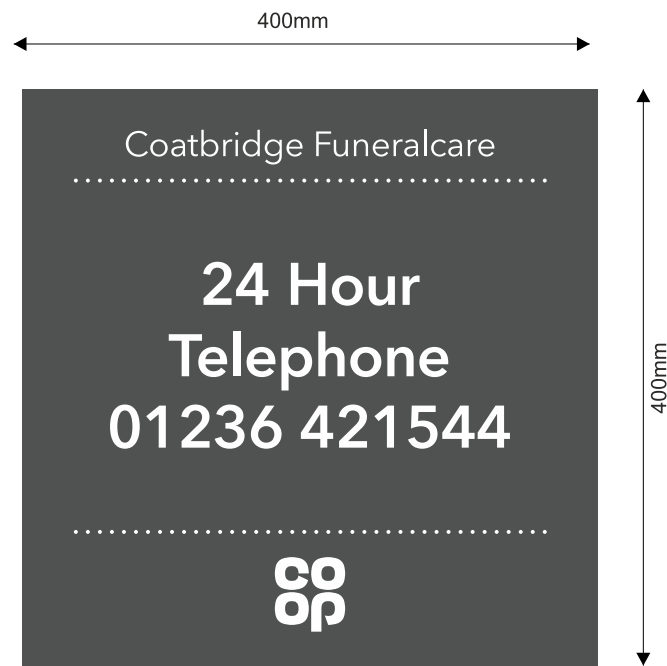 400mm
Coatbridge Funeralcare
24 Hour
Telephone
01236 421544
400mm
co
op